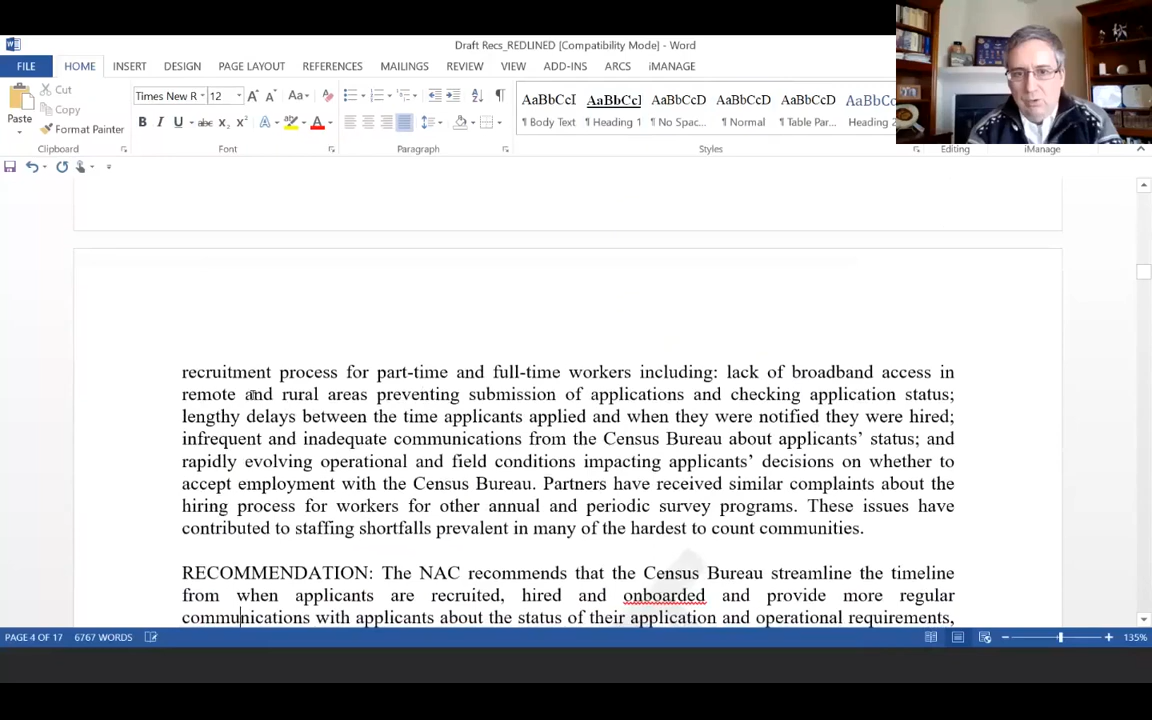 Draft Recs_REDLINED [Compatibility Mode] - Word
FILE HOME INSERT DESIGN PAGE LAYOUT REFERENCES MAILINGS REVIEW VIEW ADD-INS ARCS iMANAGE
Cut
Copy
Format Painter
Paste
Times New R 12
Aa
B I U abc X₂ X² A A
AaBbCcI AaBbCcI AaBbCcD AaBbCcD AaBbCcD AaBbCc
¶ Body Text ¶ Heading 1 ¶ No Spac... ¶ Normal ¶ Table Par... Heading 2
Clipboard Font Paragraph Styles Editing iManage
recruitment process for part-time and full-time workers including: lack of broadband access in
remote and rural areas preventing submission of applications and checking application status;
lengthy delays between the time applicants applied and when they were notified they were hired;
infrequent and inadequate communications from the Census Bureau about applicants’ status; and
rapidly evolving operational and field conditions impacting applicants’ decisions on whether to
accept employment with the Census Bureau. Partners have received similar complaints about the
hiring process for workers for other annual and periodic survey programs. These issues have
contributed to staffing shortfalls prevalent in many of the hardest to count communities.
RECOMMENDATION: The NAC recommends that the Census Bureau streamline the timeline
from when applicants are recruited, hired and onboarded and provide more regular
communications with applicants about the status of their application and operational requirements,
PAGE 4 OF 17 6767 WORDS 135%